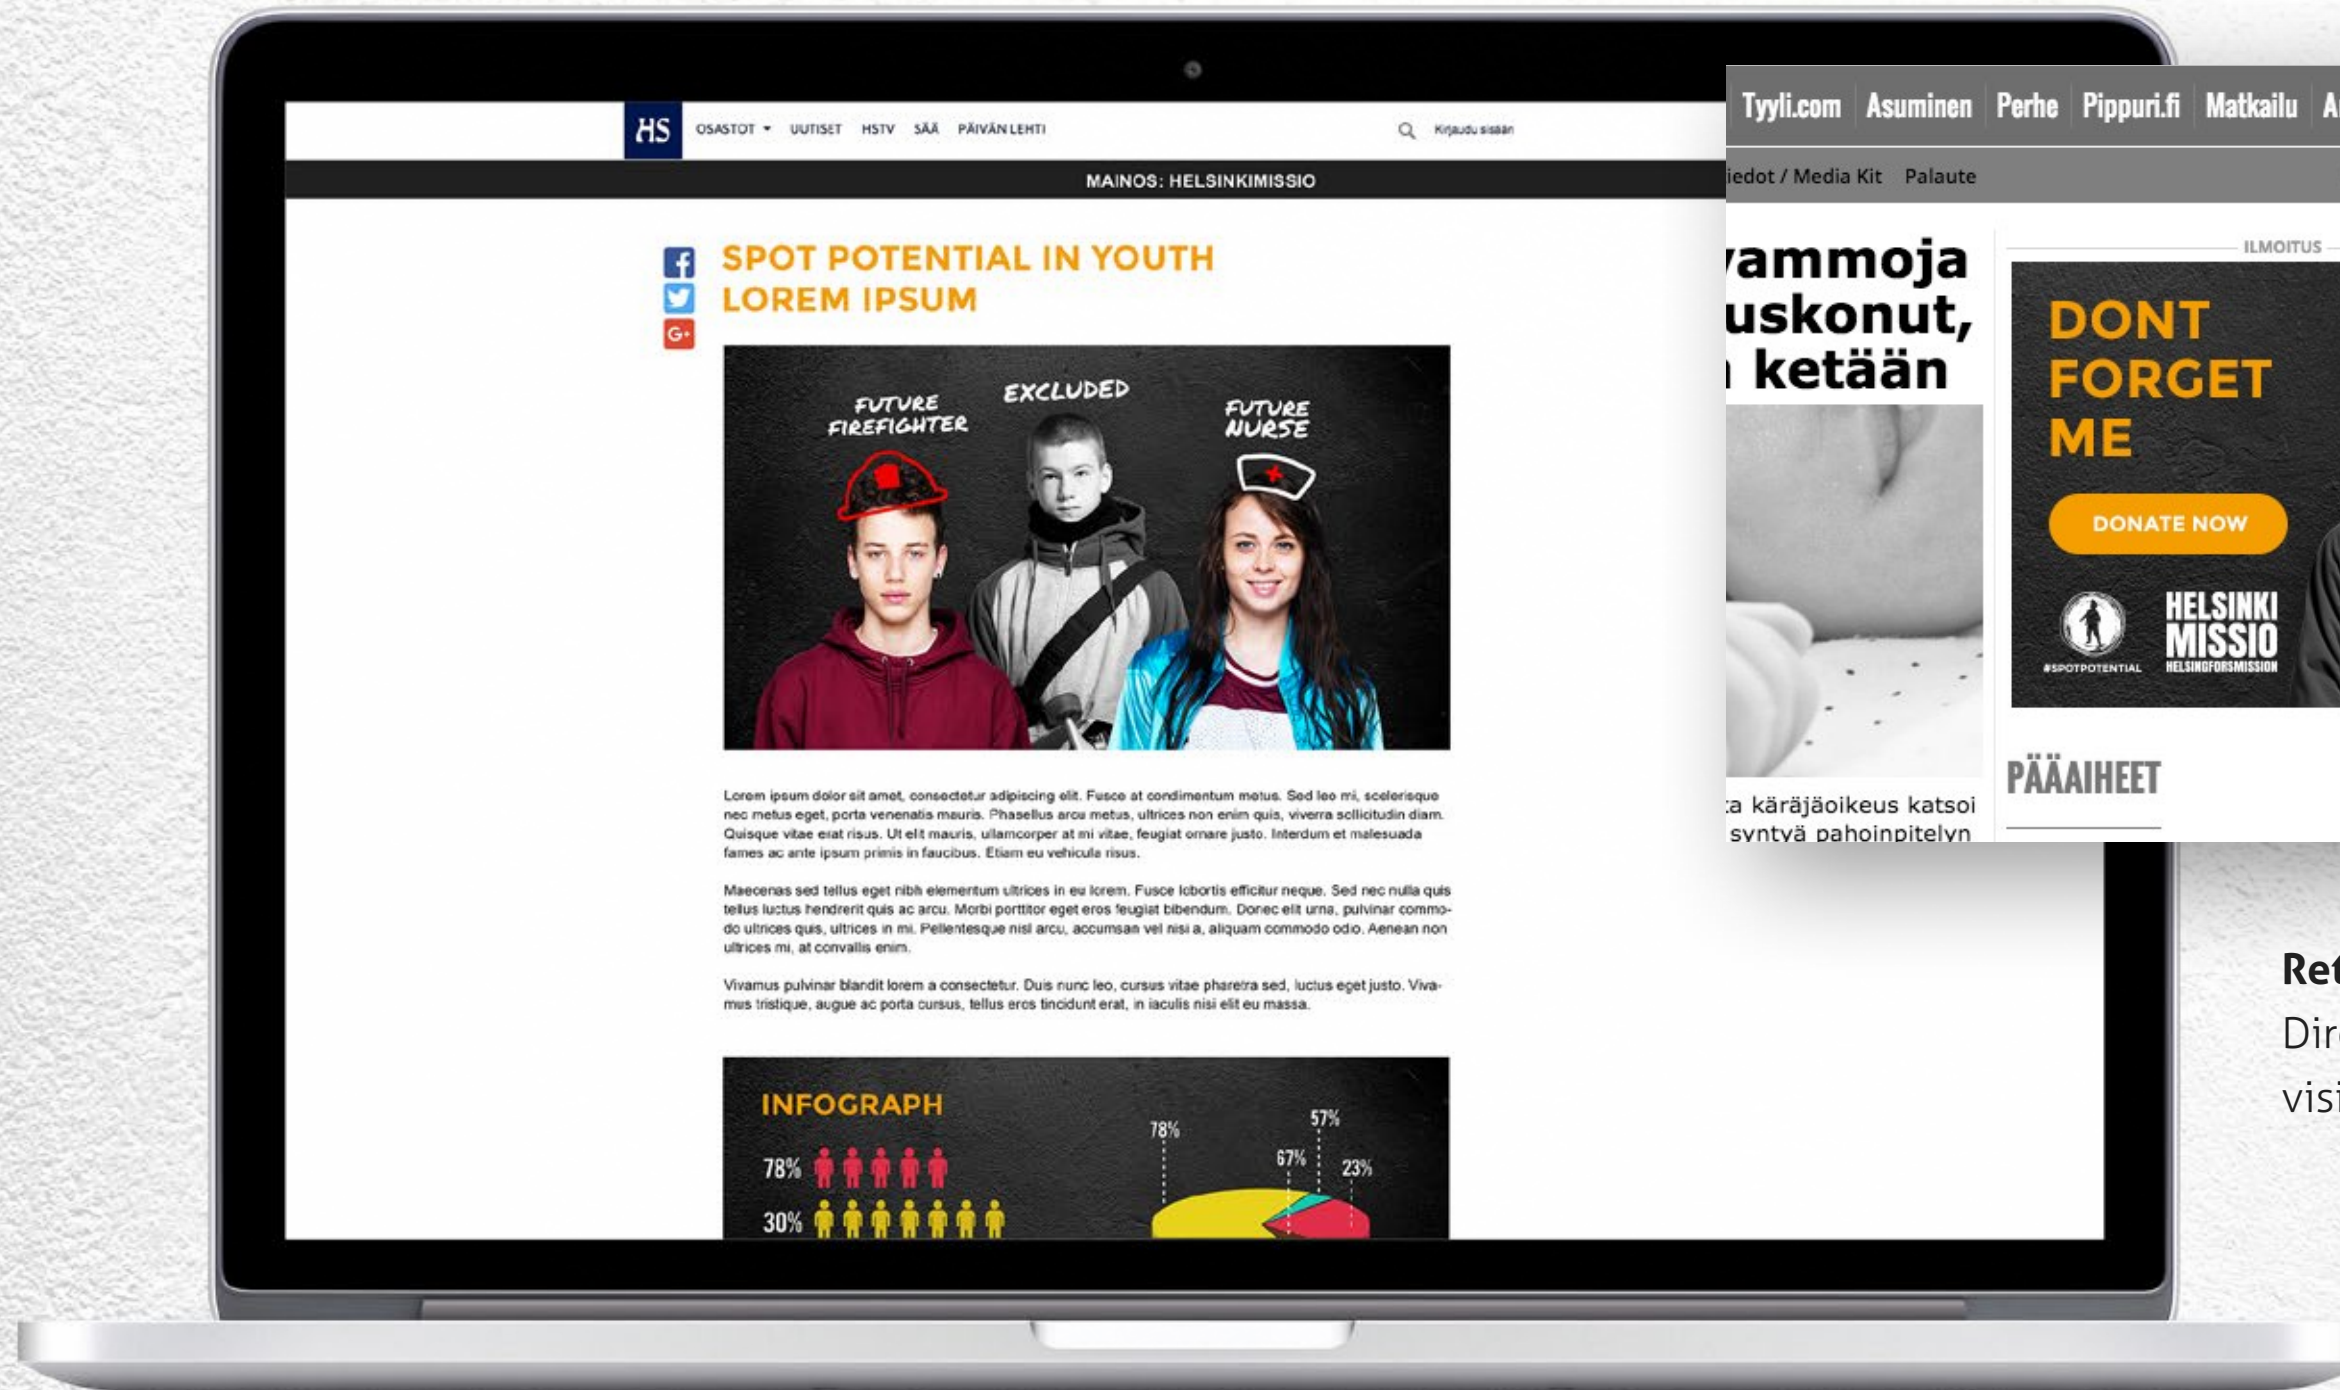 HS OSASTOT UUTISET HSTV SÄÄ PÄIVÄN LEHTI Kirjaudu sisään
MAINOS: HELSINKIMISSIO
SPOT POTENTIAL IN YOUTH
LOREM IPSUM
FUTURE
FIREFIGHTER
EXCLUDED
FUTURE
NURSE
Lorem ipsum dolor sit amet, consectetur adipiscing elit. Fusce at condimentum metus. Sed leo mi, scelerisque
nec metus eget, porta venenatis mauris. Phasellus arcu metus, ultrices non enim quis, viverra sollicitudin diam.
Quisque vitae erat risus. Ut elit mauris, ullamcorper at mi vitae, feugiat ornare justo. Interdum et malesuada
fames ac ante ipsum primis in faucibus. Etiam eu vehicula risus.
Maecenas sed tellus eget nibh elementum ultrices in eu lorem. Fusce lobortis efficitur neque. Sed nec nulla quis
tellus luctus hendrerit quis ac arcu. Morbi porttitor eget eros feugiat bibendum. Donec elit urna, pulvinar commo-
do ultrices quis, ultrices in mi. Pellentesque nisl arcu, accumsan vel nisi a, aliquam commodo odio. Aenean non
ultrices mi, at convallis enim.
Vivamus pulvinar blandit lorem a consectetur. Duis nunc leo, cursus vitae pharetra sed, luctus eget justo. Viva-
mus tristique, augue ac porta cursus, tellus eros tincidunt erat, in iaculis nisi elit eu massa.
INFOGRAPH
78%
30%
78%
57%
67%
23%
Tyyli.com Asuminen Perhe Pippuri.fi Matkailu
iedot / Media Kit Palaute
vammoja
uskonut,
ketään
käräjäoikeus katsoi
syntyä pahoinpitelyn
ILMOITUS
DONT
FORGET
ME
DONATE NOW
#SPOTPOTENTIAL
HELSINKI
MISSIO
HELSINGFORSMISSION
PÄÄAIHEET
Ret
Dir
visi